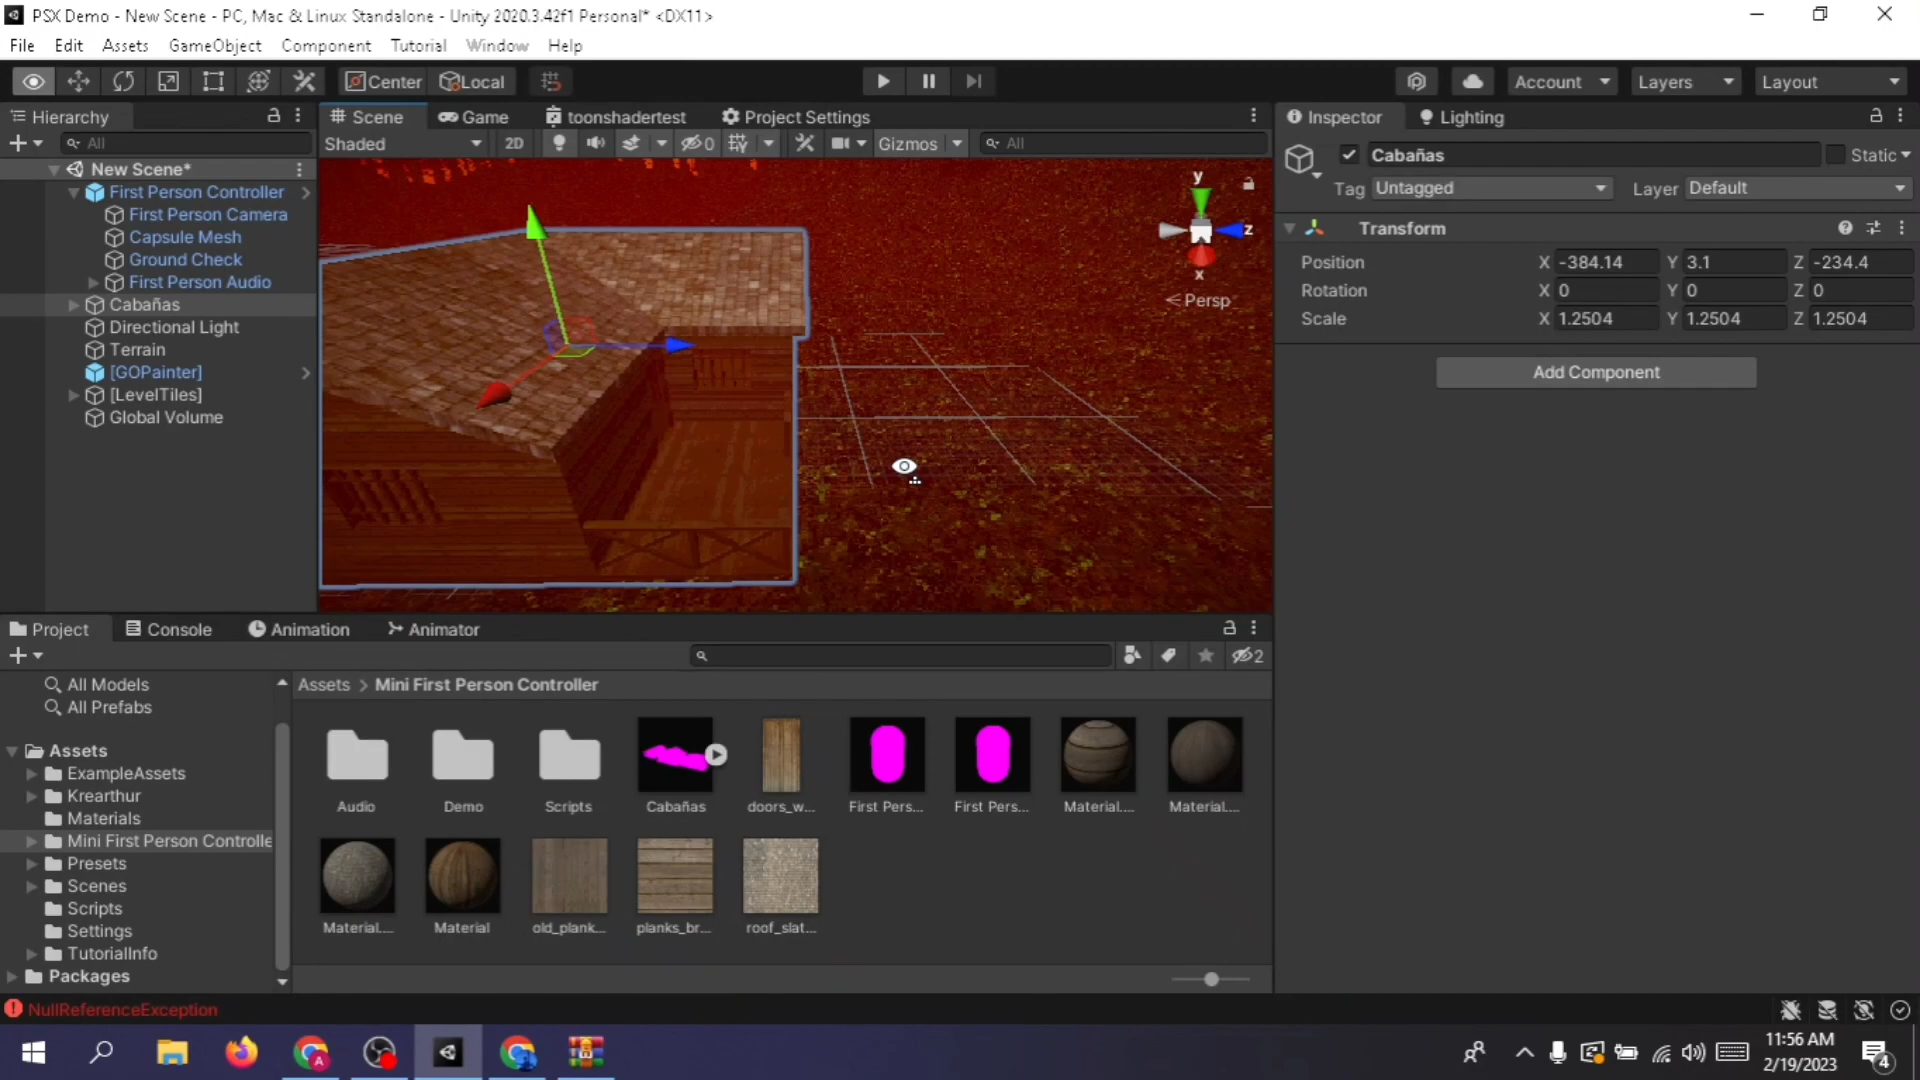 PSX Demo - New Scene - PC, Mac & Linux Standalone - Unity 2020.3.42f1 Personal* <DX11>
File Edit Assets GameObject Component Tutorial Window Help
Center Local Account Layers Layout
Hierarchy Scene Game toonshadertest Project Settings Inspector Lighting
All Shaded 2D 0 Gizmos All
Cabañas Static
Tag Untagged Layer Default
New Scene*
First Person Controller
First Person Camera
Capsule Mesh
Ground Check
First Person Audio
Cabañas
Directional Light
Terrain
[GOPainter]
[LevelTiles]
Global Volume
y
z
x
Persp
Transform
Position X -384.14 Y 3.1 Z -234.4
Rotation X 0 Y 0 Z 0
Scale X 1.2504 Y 1.2504 Z 1.2504
Add Component
Project Console Animation Animator
2
All Models
All Prefabs
Assets
ExampleAssets
Krearthur
Materials
Mini First Person Controlle
Presets
Scenes
Scripts
Settings
TutorialInfo
Packages
Assets > Mini First Person Controller
Audio Demo Scripts Cabañas doors_w... First Pers... First Pers... Material.... Material....
Material.... Material old_plank... planks_br... roof_slat...
NullReferenceException
11:56 AM
2/19/2023
4